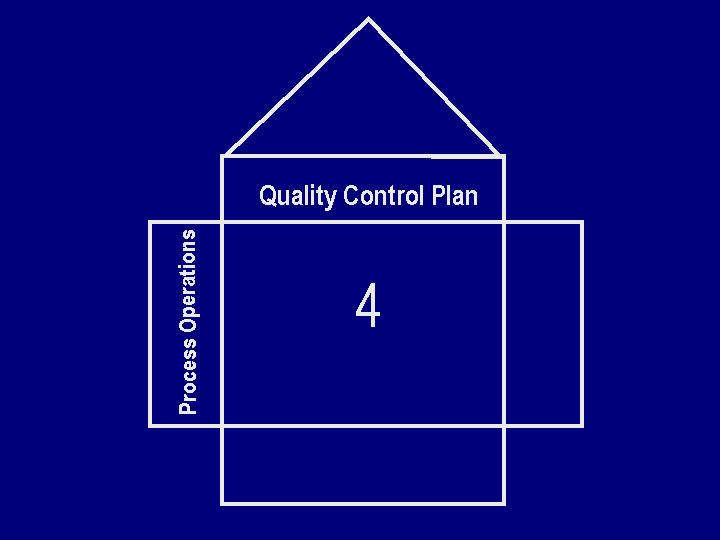 Quality Control Plan
Process Operations
4